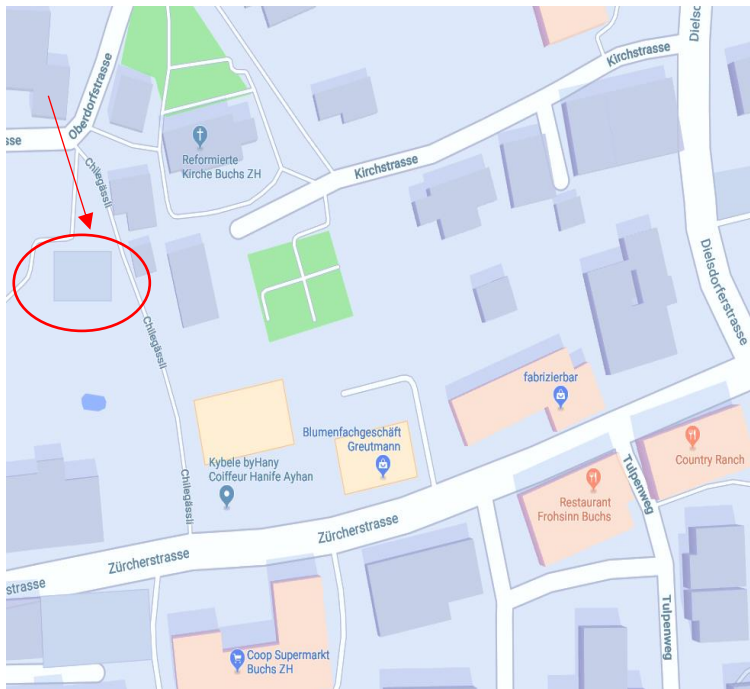 Dielsd
Kirchstrasse
Oberdorfstrasse
sse
Reformierte
Kirche Buchs ZH
Chilegässli
Kirchstrasse
Dielsdorferstrasse
Chilegässli
fabrizierbar
Blumenfachgeschäft
Greutmann
Country Ranch
Kybele byHany
Coiffeur Hanife Ayhan
Tulpenweg
Restaurant
Frohsinn Buchs
Chilegässli
Zürcherstrasse
Zürcherstrasse
strasse
Tulpenweg
Coop Supermarkt
Buchs ZH